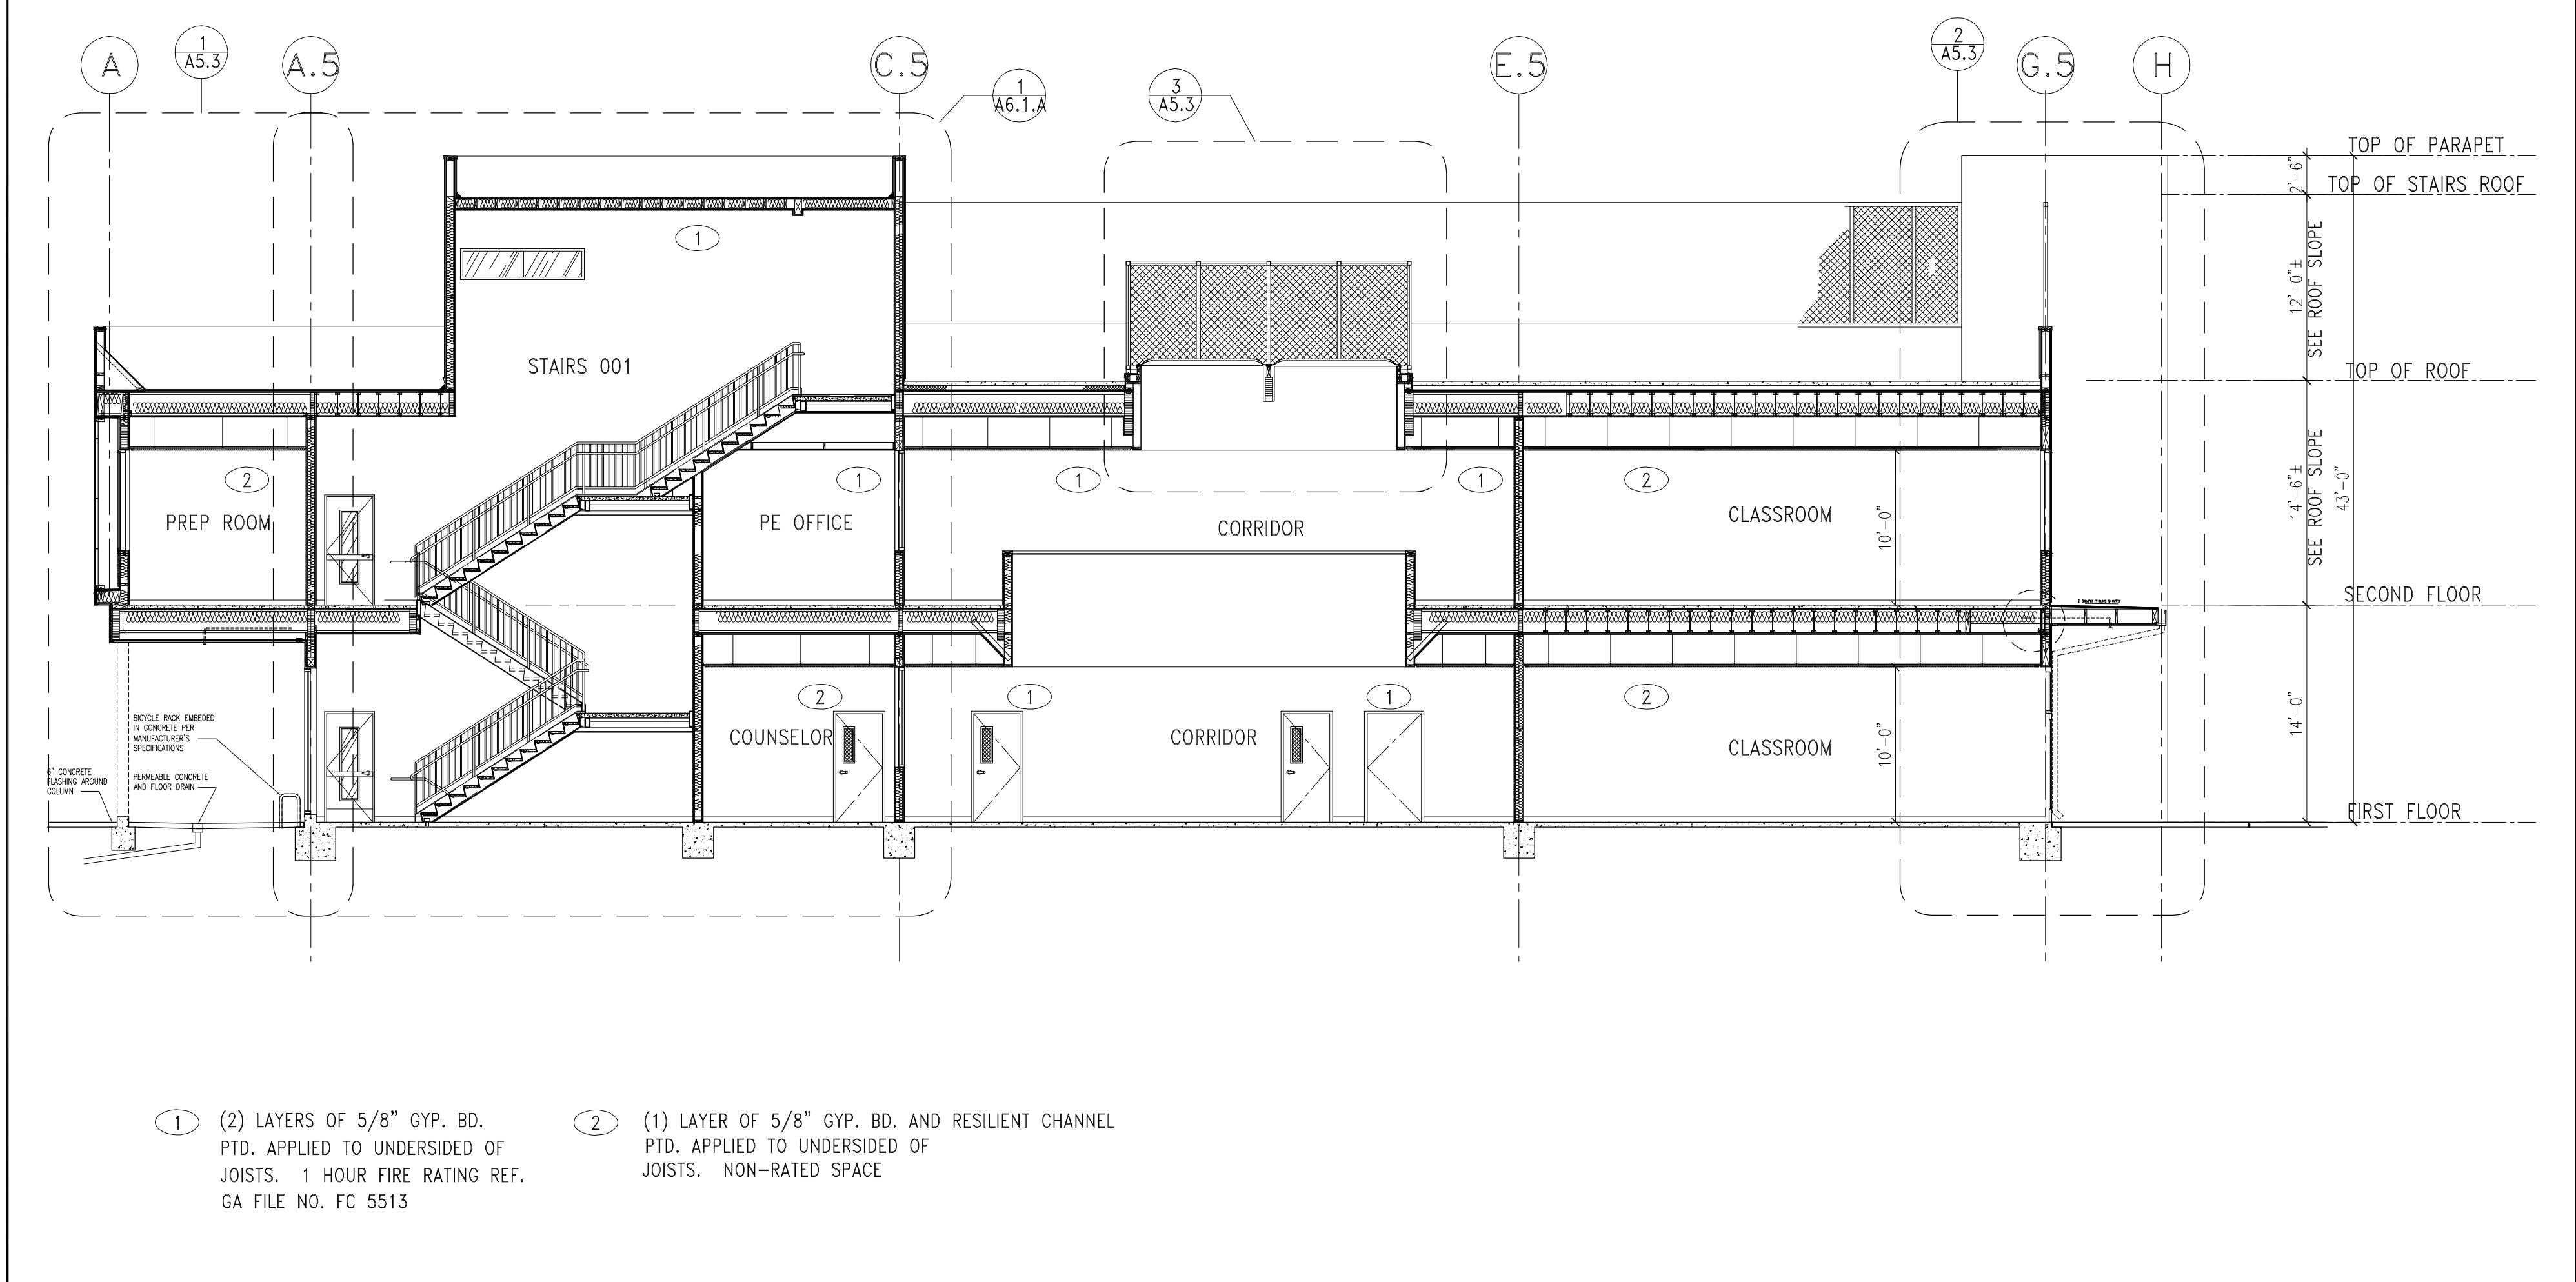 A
1
A5.3
A.5
C.5
1
A6.1.A
3
A5.3
E.5
2
A5.3
G.5
H
TOP OF PARAPET
2'-6"
TOP OF STAIRS ROOF
1
12'-0"±
SEE ROOF SLOPE
STAIRS 001
TOP OF ROOF
2
1
1
1
2
PREP ROOM
PE OFFICE
CORRIDOR
CLASSROOM
10'-0"
14'-6"±
SEE ROOF SLOPE
43'-0"
SECOND FLOOR
2
1
1
2
BICYCLE RACK EMBEDED
IN CONCRETE PER
MANUFACTURER'S
SPECIFICATIONS
COUNSELOR
CORRIDOR
CLASSROOM
10'-0"
14'-0"
6" CONCRETE
FLASHING AROUND
COLUMN
PERMEABLE CONCRETE
AND FLOOR DRAIN
FIRST FLOOR
1
(2) LAYERS OF 5/8" GYP. BD.
PTD. APPLIED TO UNDERSIDED OF
JOISTS. 1 HOUR FIRE RATING REF.
GA FILE NO. FC 5513
2
(1) LAYER OF 5/8" GYP. BD. AND RESILIENT CHANNEL
PTD. APPLIED TO UNDERSIDED OF
JOISTS. NON-RATED SPACE